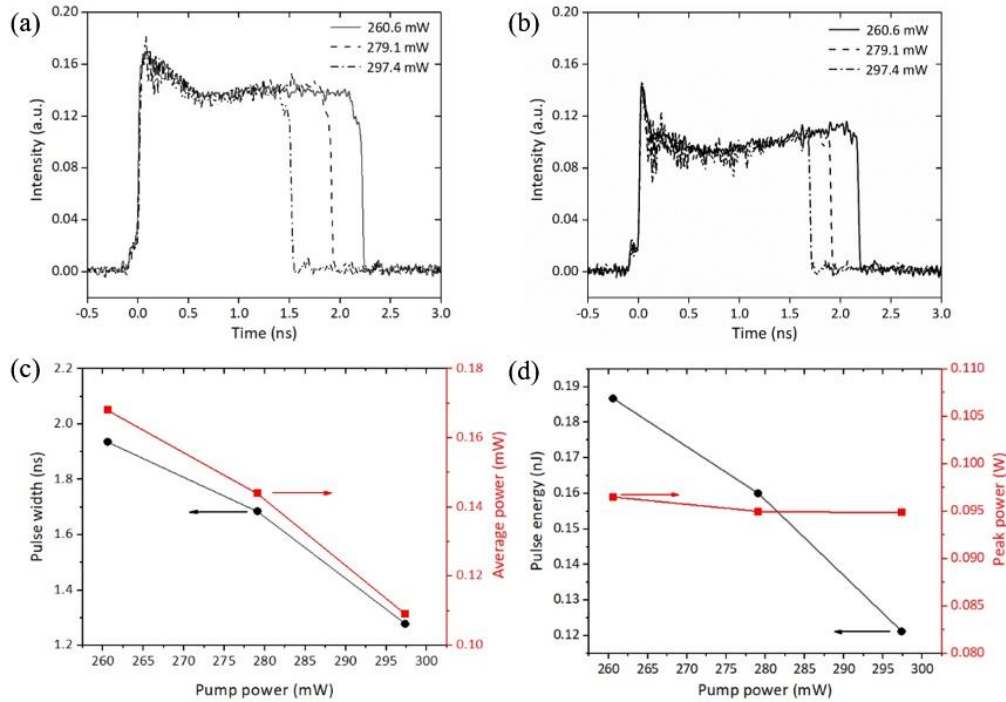 (a)
0.20
0.16
0.12
0.08
0.04
0.00
Intensity (a.u.)
260.6 mW
279.1 mW
297.4 mW
-0.5 0.0 0.5 1.0 1.5 2.0 2.5 3.0
Time (ns)
(b)
0.20
0.16
0.12
0.08
0.04
0.00
Intensity (a.u.)
260.6 mW
279.1 mW
297.4 mW
-0.5 0.0 0.5 1.0 1.5 2.0 2.5 3.0
Time (ns)
(c)
2.2
2.0
1.8
1.6
1.4
1.2
Pulse width (ns)
0.18
0.16
0.14
0.12
0.10
Average power (mW)
260 265 270 275 280 285 290 295 300
Pump power (mW)
(d)
0.19
0.18
0.17
0.16
0.15
0.14
0.13
0.12
Pulse energy (nJ)
0.110
0.105
0.100
0.095
0.090
0.085
0.080
Peak power (W)
260 265 270 275 280 285 290 295 300
Pump power (mW)